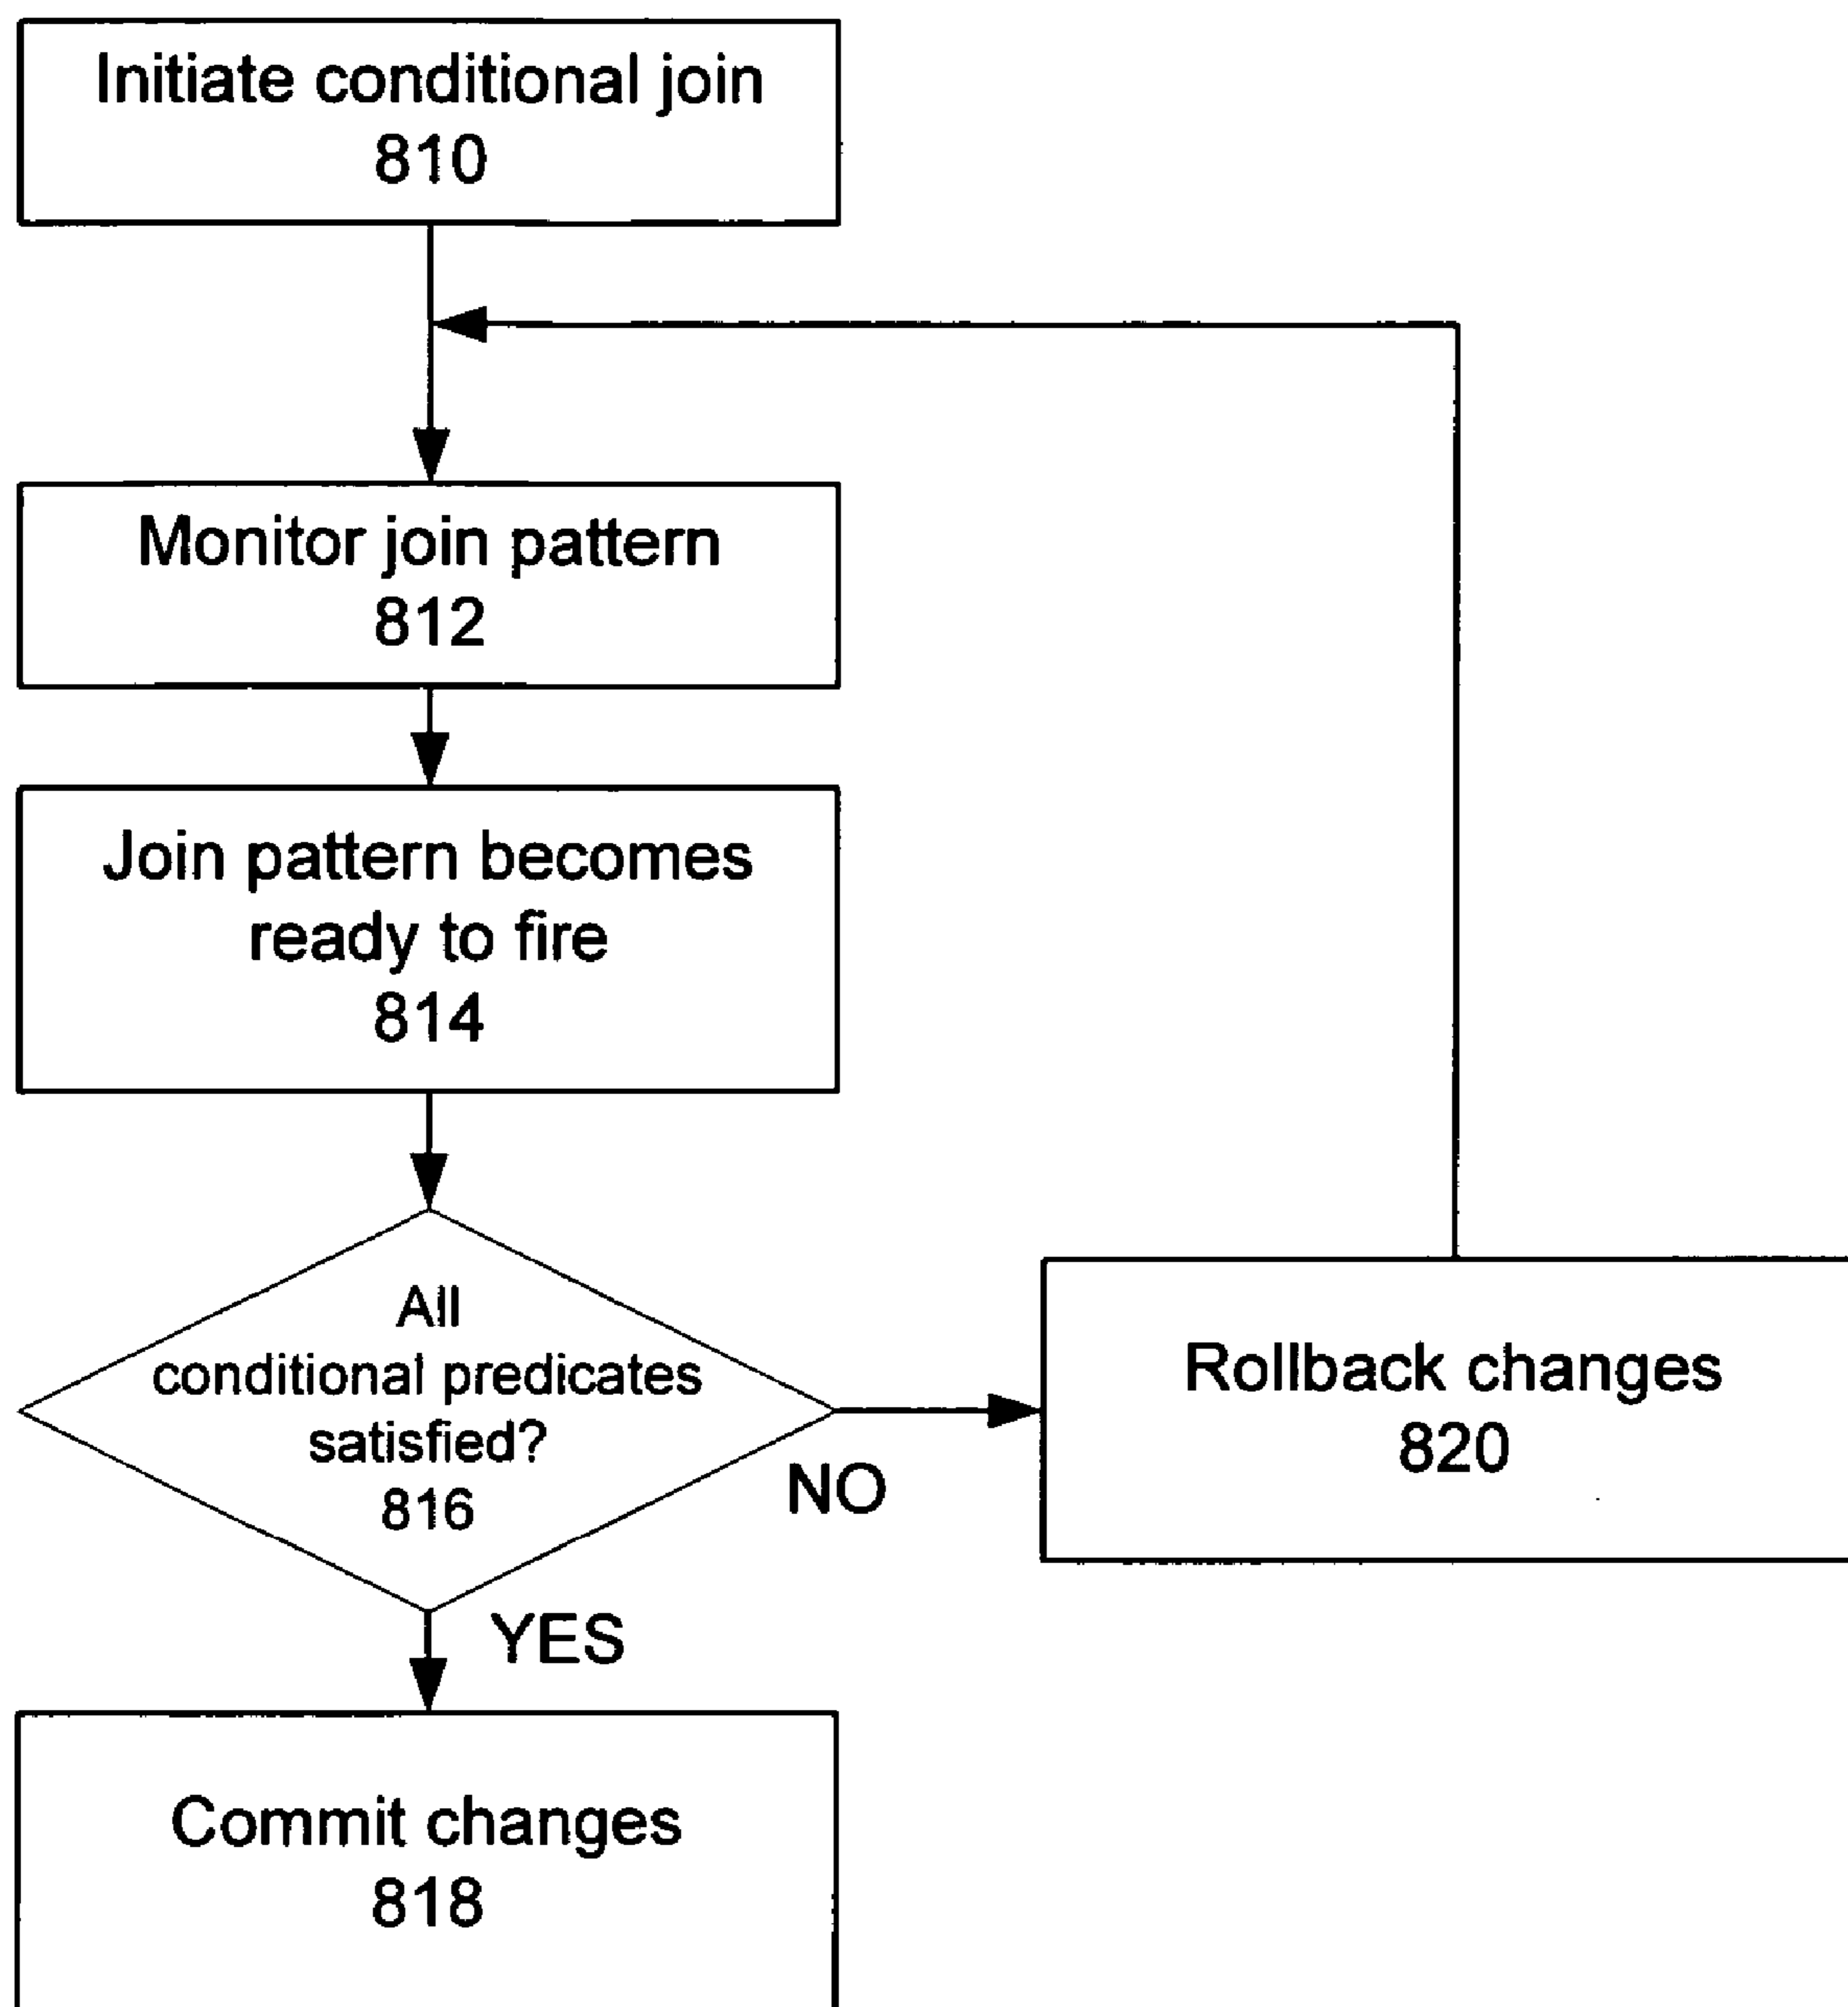 Initiate conditional join
810
Monitor join pattern
812
Join pattern becomes
ready to fire
814
All
conditional predicates
satisfied?
816
NO
Rollback changes
820
YES
Commit changes
818